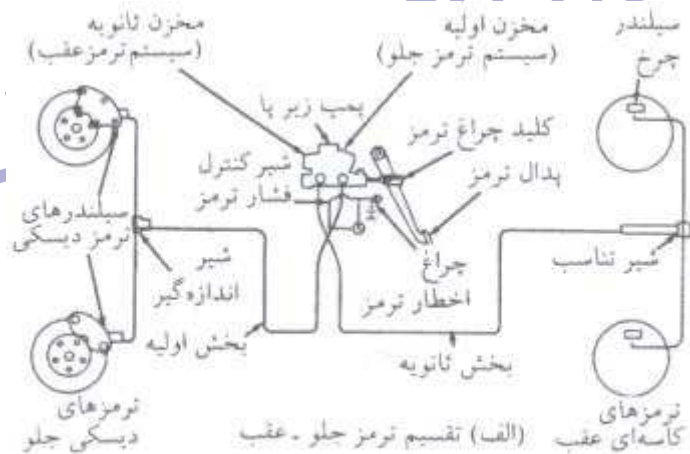 سیلندر
چرخ
مخزن اولیه
(سیستم ترمز جلو)
مخزن ثانویه
(سیستم ترمز عقب)
پمپ زیر پا
کلید چراغ ترمز
شیر کنترل
فشار ترمز
پدال ترمز
سیلندرهای
ترمز دیسکی
شیر
اندازه‌گیر
چراغ
اخطار ترمز
شیر تناسب
بخش اولیه
بخش ثانویه
ترمزهای
کاسه‌ای عقب
ترمزهای
دیسکی جلو
(الف) تقسیم ترمز جلو ـ عقب